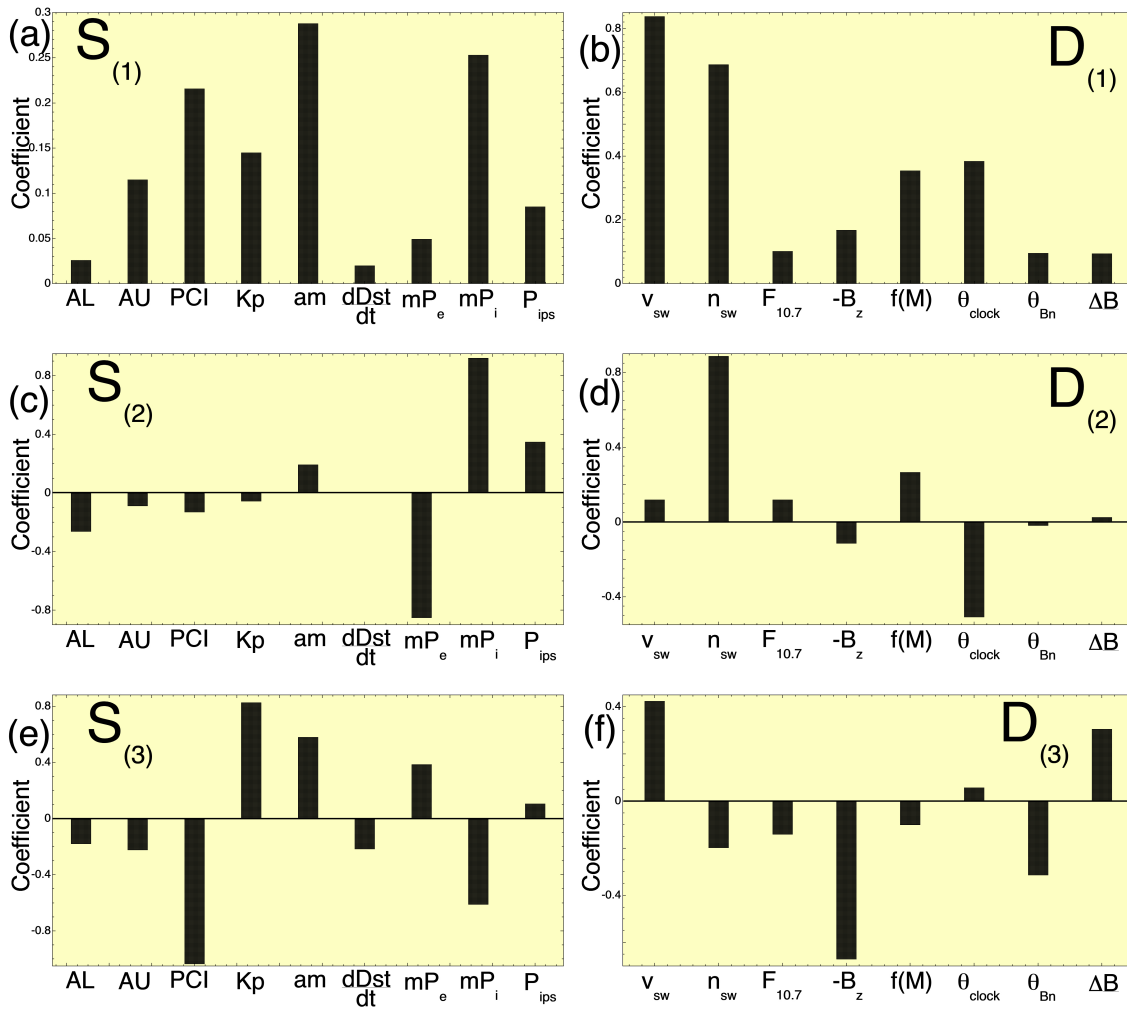 (a)
S (1)
Coefficient
0.3
0.25
0.2
0.15
0.1
0.05
0
AL AU PCI Kp am dDst mP e mP i P ips
dt
(b)
D (1)
Coefficient
0.8
0.6
0.4
0.2
0
v sw n sw F 10.7 -B z f(M) θ clock θ Bn ΔB
(c)
S (2)
Coefficient
0.8
0.4
0
-0.4
-0.8
AL AU PCI Kp am dDst mP e mP i P ips
dt
(d)
D (2)
Coefficient
0.8
0.4
0
-0.4
v sw n sw F 10.7 -B z f(M) θ clock θ Bn ΔB
(e)
S (3)
Coefficient
0.8
0.4
0
-0.4
-0.8
AL AU PCI Kp am dDst mP e mP i P ips
dt
(f)
D (3)
Coefficient
0.4
0
-0.4
v sw n sw F 10.7 -B z f(M) θ clock θ Bn ΔB